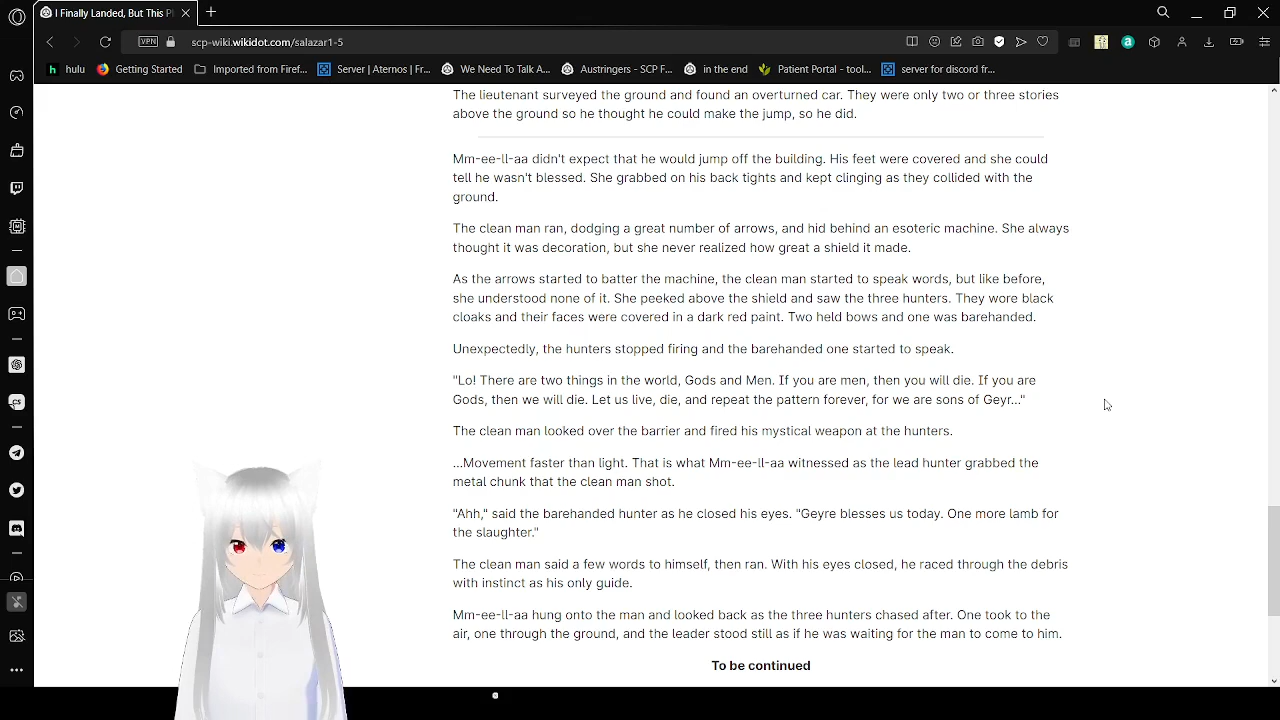 I Finally Landed, But This P
VPN
scp-wiki.wikidot.com/salazar1-5
hulu
Getting Started
Imported from Firef...
Server | Aternos | Fr...
We Need To Talk A...
Austringers - SCP F...
in the end
Patient Portal - tool...
server for discord fr...
The lieutenant surveyed the ground and found an overturned car. They were only two or three stories
above the ground so he thought he could make the jump, so he did.
Mm-ee-ll-aa didn't expect that he would jump off the building. His feet were covered and she could
tell he wasn't blessed. She grabbed on his back tights and kept clinging as they collided with the
ground.
The clean man ran, dodging a great number of arrows, and hid behind an esoteric machine. She always
thought it was decoration, but she never realized how great a shield it made.
As the arrows started to batter the machine, the clean man started to speak words, but like before,
she understood none of it. She peeked above the shield and saw the three hunters. They wore black
cloaks and their faces were covered in a dark red paint. Two held bows and one was barehanded.
Unexpectedly, the hunters stopped firing and the barehanded one started to speak.
"Lo! There are two things in the world, Gods and Men. If you are men, then you will die. If you are
Gods, then we will die. Let us live, die, and repeat the pattern forever, for we are sons of Geyr..."
The clean man looked over the barrier and fired his mystical weapon at the hunters.
...Movement faster than light. That is what Mm-ee-ll-aa witnessed as the lead hunter grabbed the
metal chunk that the clean man shot.
"Ahh," said the barehanded hunter as he closed his eyes. "Geyre blesses us today. One more lamb for
the slaughter."
The clean man said a few words to himself, then ran. With his eyes closed, he raced through the debris
with instinct as his only guide.
Mm-ee-ll-aa hung onto the man and looked back as the three hunters chased after. One took to the
air, one through the ground, and the leader stood still as if he was waiting for the man to come to him.
To be continued